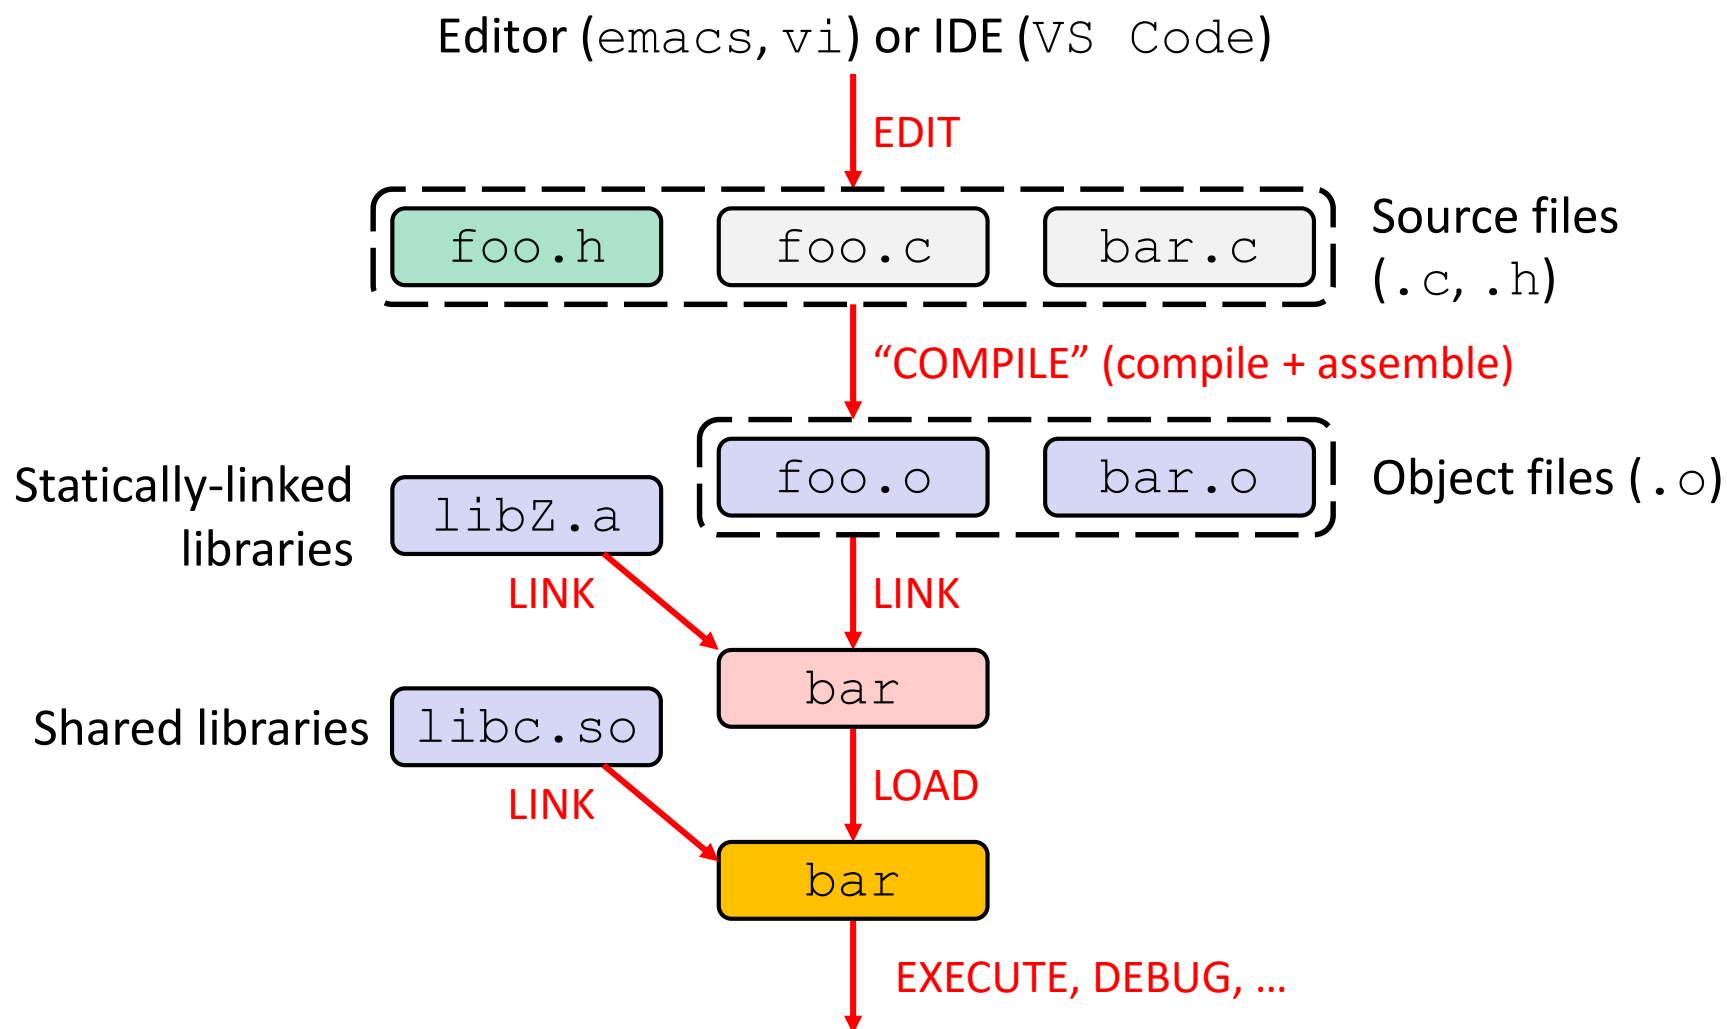 Editor (emacs, vi) or IDE (VS Code)
EDIT
foo.h
foo.c
bar.c
Source files
(.c, .h)
“COMPILE” (compile + assemble)
foo.o
bar.o
Object files (.o)
Statically-linked
libraries
libZ.a
LINK
LINK
bar
Shared libraries
libc.so
LINK
LOAD
bar
EXECUTE, DEBUG, …